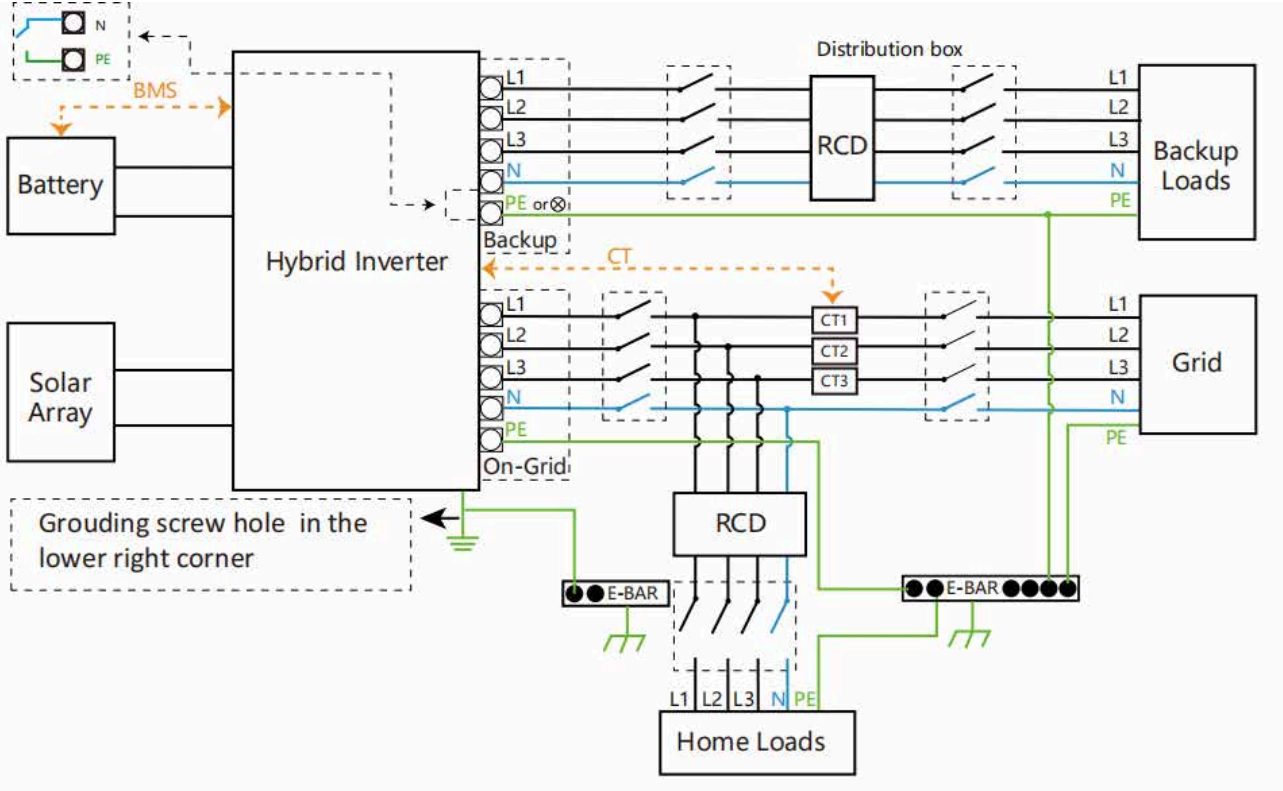 N
PE
BMS
Battery
Solar
Array
Hybrid Inverter
L1
L2
L3
N
PE or⊗
Backup
Distribution box
RCD
L1
L2
L3
N
PE
Backup
Loads
CT
L1
L2
L3
N
PE
On-Grid
CT1
CT2
CT3
L1
L2
L3
N
PE
Grid
Grouding screw hole in the
lower right corner
RCD
E-BAR
E-BAR
L1 L2 L3 N PE
Home Loads